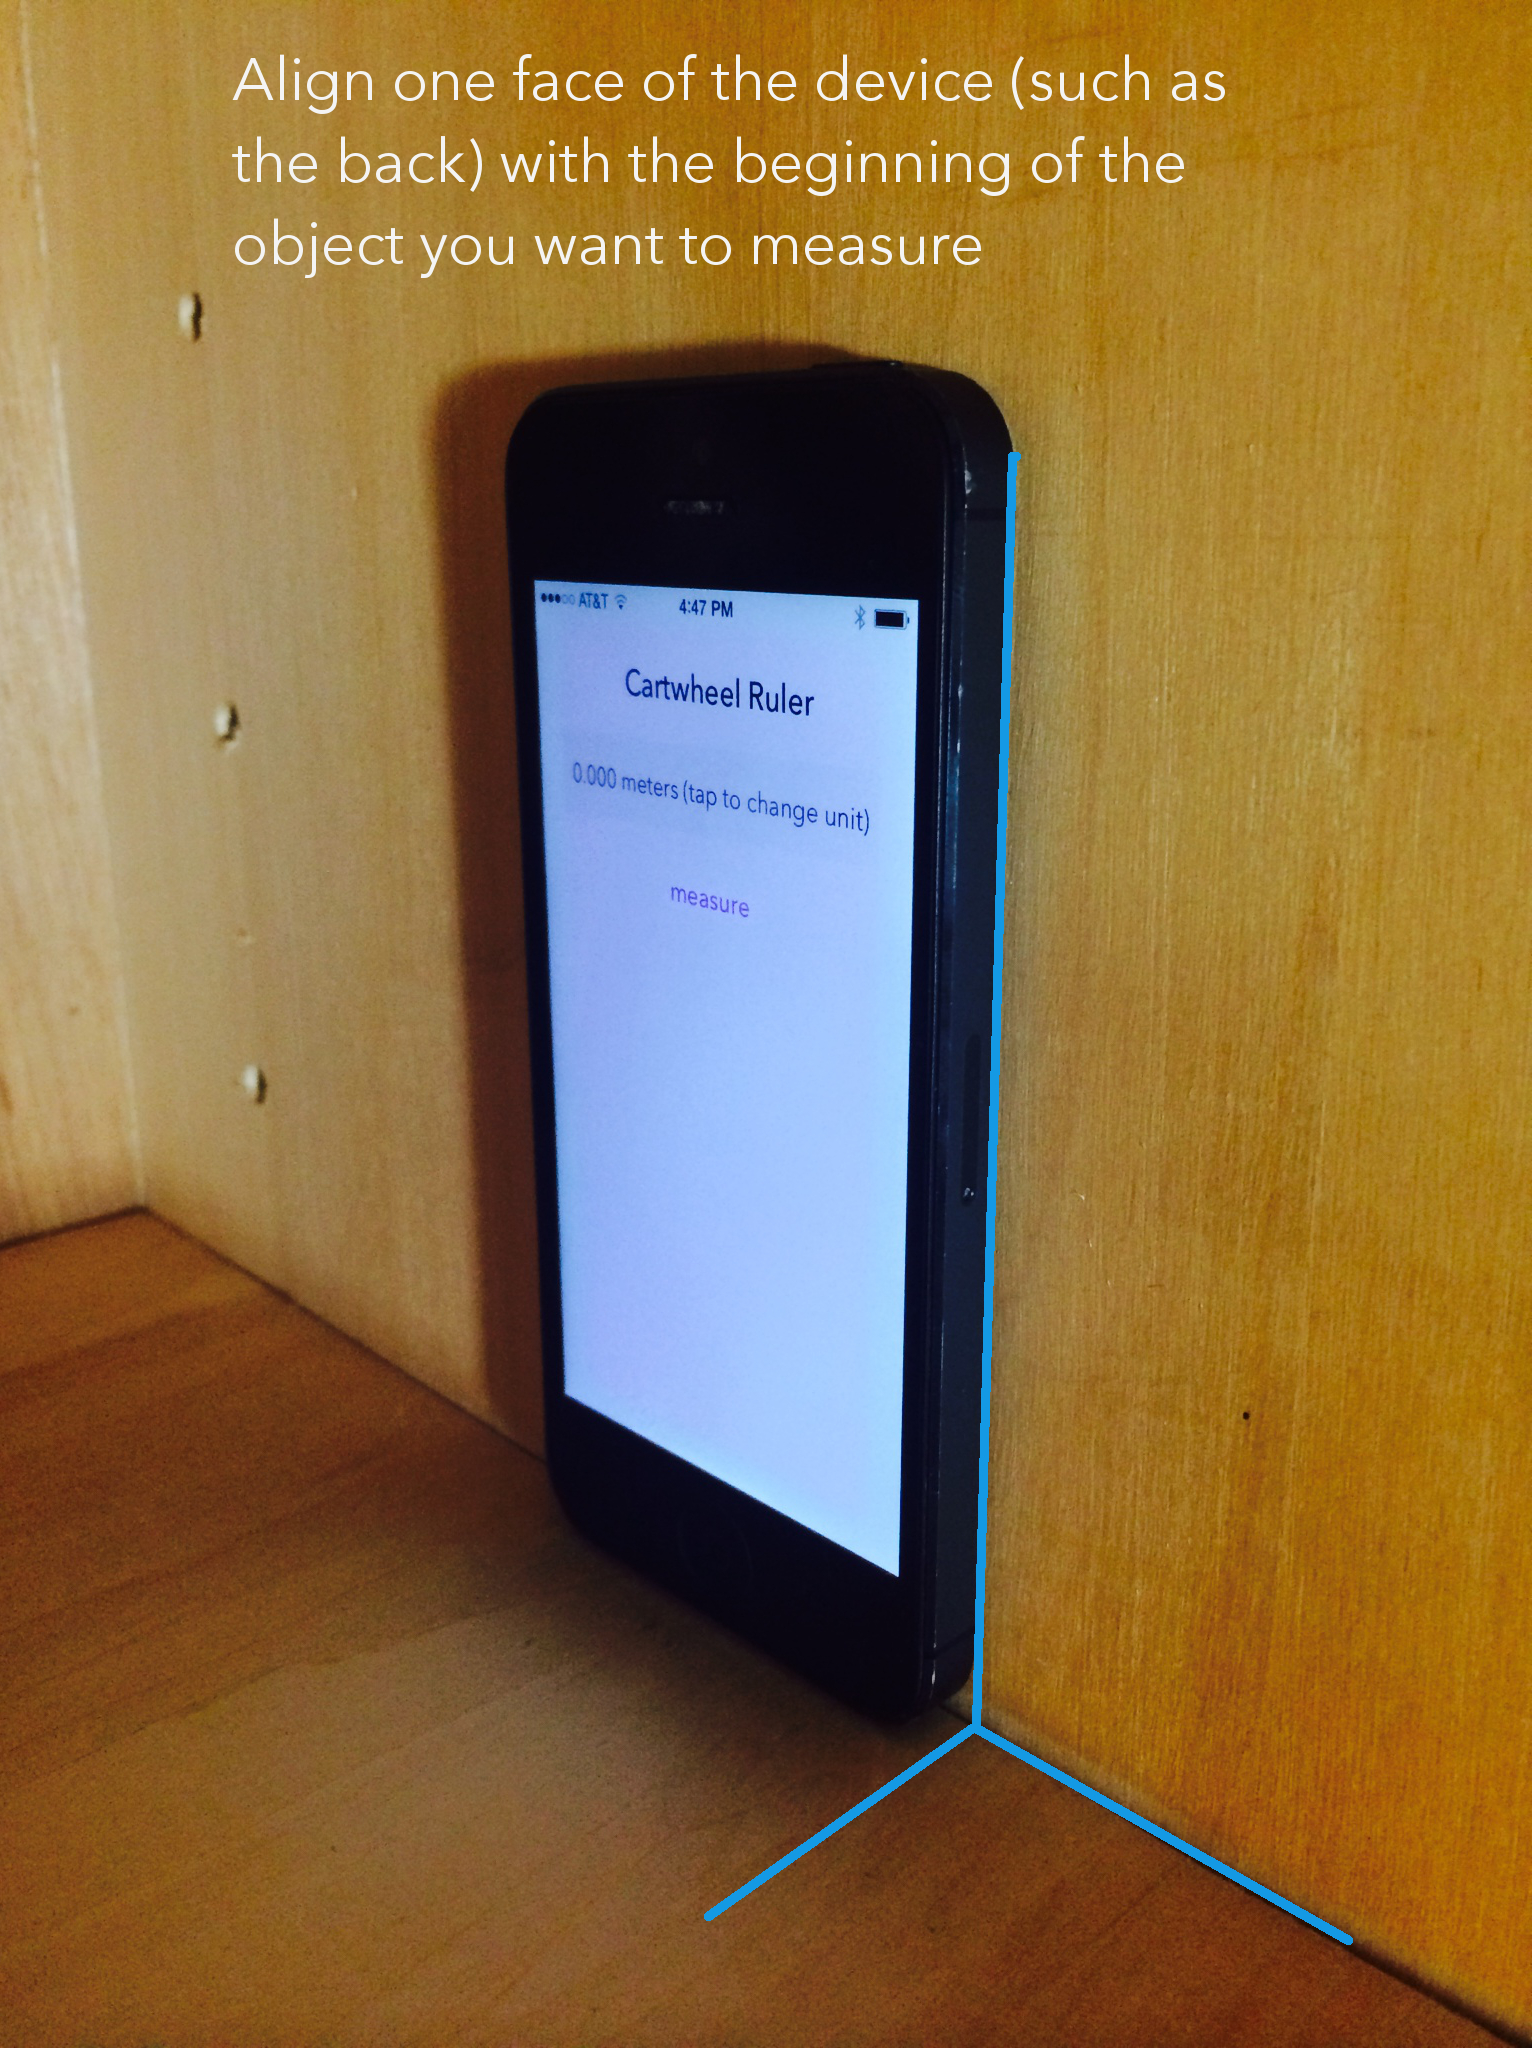 Align one face of the device (such as
the back) with the beginning of the
object you want to measure
AT&T 4:47 PM
Cartwheel Ruler
0.000 meters (tap to change unit)
measure